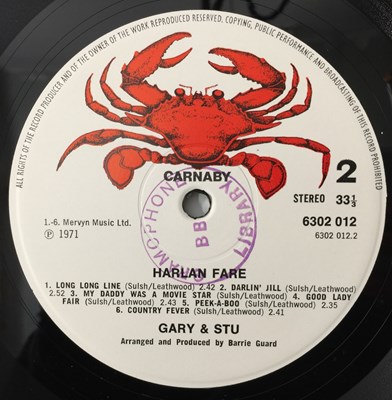 ALL RIGHTS OF THE RECORD PRODUCER AND OF THE OWNER OF THE WORK REPRODUCED RESERVED. COPYING, PUBLIC PERFORMANCE AND BROADCASTING OF THIS RECORD PROHIBITED
CARNABY
2
STEREO 33⅓
1.-6. Mervyn Music Ltd.
℗ 1971
6302 012
6302 012.2
GRAMOPHONE LIBRARY
BBC
HARLAN FARE
1. LONG LONG LINE (Sulsh/Leathwood) 2.42 2. DARLIN' JILL (Sulsh/Leathwood)
2.52 3. MY DADDY WAS A MOVIE STAR (Sulsh/Leathwood) 2.40 4. GOOD LADY
FAIR (Sulsh/Leathwood) 2.43 5. PEEK-A-BOO (Sulsh/Leathwood) 2.35
6. COUNTRY FEVER (Sulsh/Leathwood) 2.41
GARY & STU
Arranged and Produced by Barrie Guard